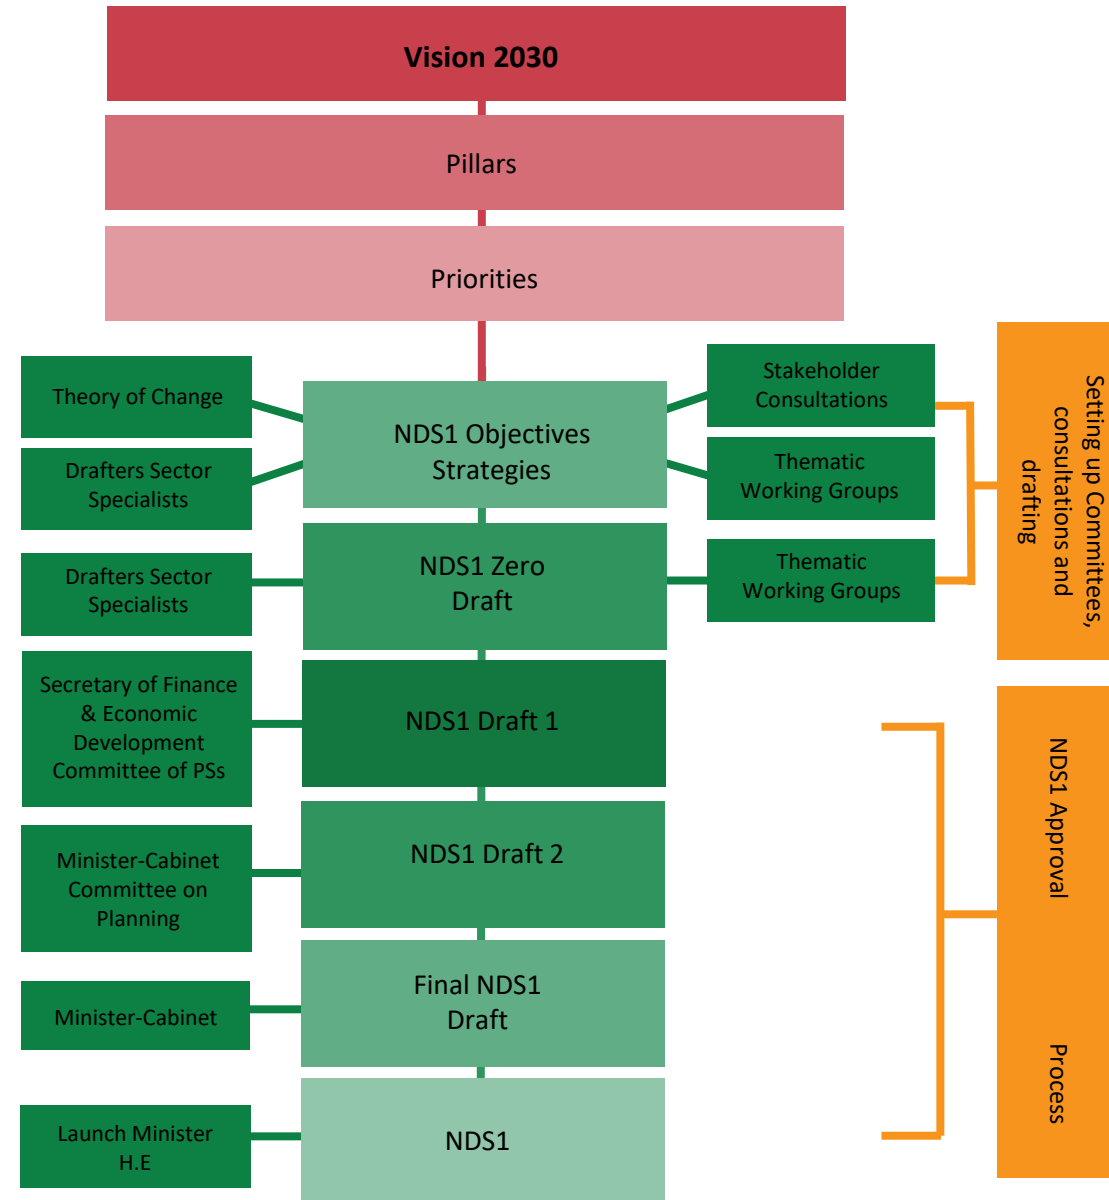 Vision 2030
Pillars
Priorities
Theory of Change
Drafters Sector
Specialists
NDS1 Objectives
Strategies
Stakeholder
Consultations
Thematic
Working Groups
Setting up Committees,
consultations and
drafting
Drafters Sector
Specialists
NDS1 Zero
Draft
Thematic
Working Groups
Secretary of Finance
& Economic
Development
Committee of PSs
NDS1 Draft 1
NDS1 Approval
Process
Minister-Cabinet
Committee on
Planning
NDS1 Draft 2
Minister-Cabinet
Final NDS1
Draft
Launch Minister
H.E
NDS1